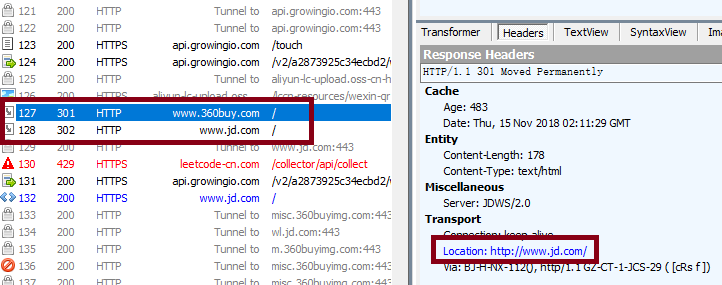 121 200 HTTP Tunnel to api.growingio.com:443
122 200 HTTP Tunnel to api.growingio.com:443
123 200 HTTPS api.growingio.com /touch
124 200 HTTPS api.growingio.com /v2/a2873925c34ecbd2/
125 200 HTTP Tunnel to aliyun-lc-upload.oss-cn-h
126 200 HTTPS aliyun-lc-upload.oss... /lccn-resources/wexin-qr
127 301 HTTP www.360buy.com /
128 302 HTTP www.jd.com /
129 200 HTTP Tunnel to www.jd.com:443
130 429 HTTPS leetcode-cn.com /collector/api/collect
131 200 HTTPS api.growingio.com /v2/a2873925c34ecbd2/
132 200 HTTPS www.jd.com /
133 200 HTTP Tunnel to misc.360buyimg.com:443
134 200 HTTP Tunnel to wl.jd.com:443
135 200 HTTP Tunnel to m.360buyimg.com:443
136 200 HTTP Tunnel to misc.360buyimg.com:443
137 200 HTTP Tunnel to misc.360buyimg.com:443
Transformer Headers TextView SyntaxView Im
Response Headers
HTTP/1.1 301 Moved Permanently
Cache
Age: 483
Date: Thu, 15 Nov 2018 02:11:29 GMT
Entity
Content-Length: 178
Content-Type: text/html
Miscellaneous
Server: JDWS/2.0
Transport
Connection: keep-alive
Location: http://www.jd.com/
Via: BJ-H-NX-112(), http/1.1 GZ-CT-1-JCS-29 ( [cRs f ])